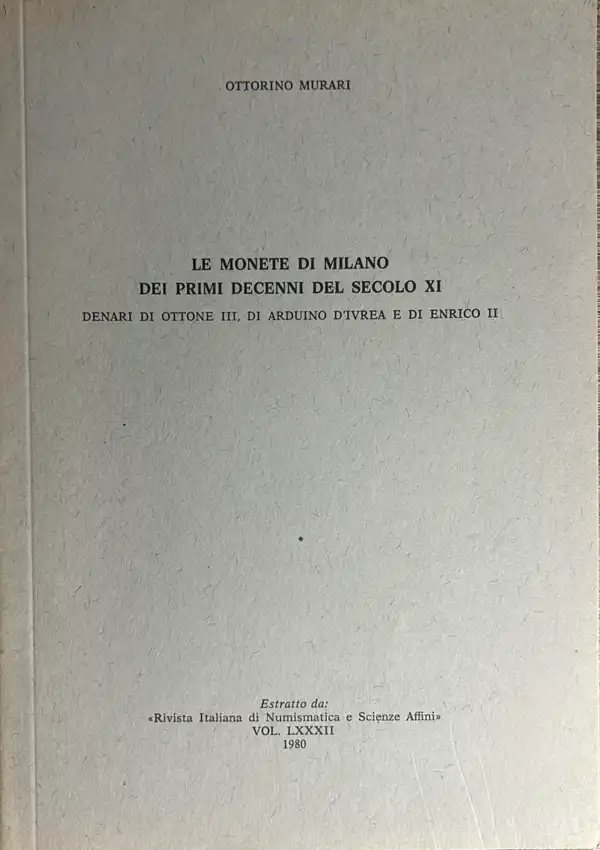 OTTORINO MURARI
LE MONETE DI MILANO
DEI PRIMI DECENNI DEL SECOLO XI
DENARI DI OTTONE III, DI ARDUINO D'IVREA E DI ENRICO II
Estratto da:
«Rivista Italiana di Numismatica e Scienze Affini»
VOL. LXXXII
1980